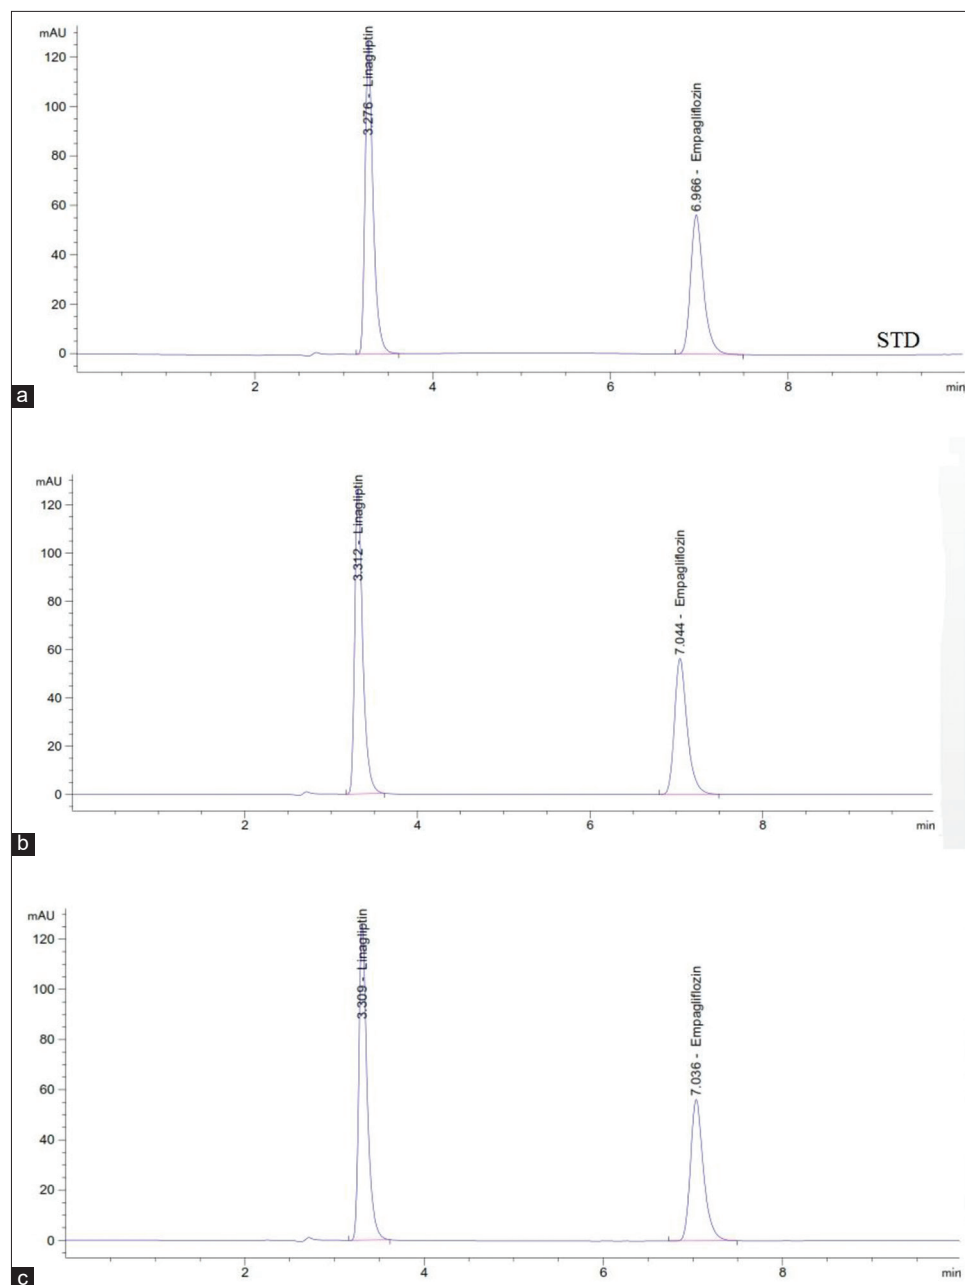 mAU
120
100
80
60
40
20
0
3.276 - Linagliptin
6.966 - Empagliflozin
STD
2 4 6 8 min
a
mAU
120
100
80
60
40
20
0
3.312 - Linagliptin
7.044 - Empagliflozin
2 4 6 8 min
b
mAU
120
100
80
60
40
20
0
3.309 - Linagliptin
7.036 - Empagliflozin
2 4 6 8 min
c